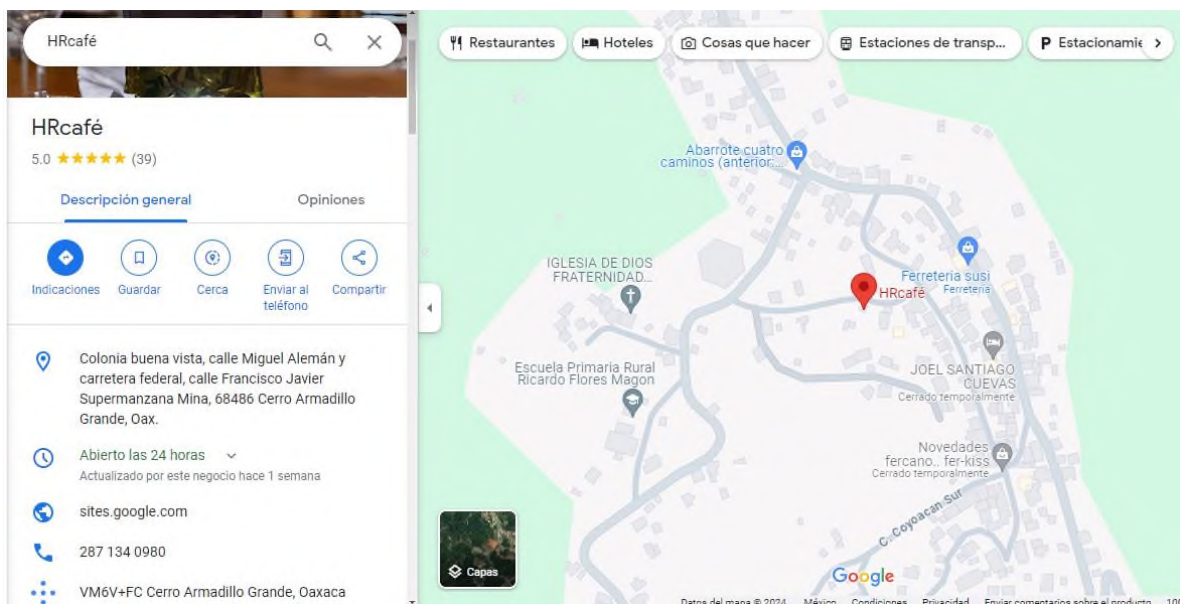 HRcafé
Restaurantes
Hoteles
Cosas que hacer
Estaciones de transp...
P Estacionamie
HRcafé
5.0 ★★★★★ (39)
Descripción general
Opiniones
Indicaciones
Guardar
Cerca
Enviar al
teléfono
Compartir
Colonia buena vista, calle Miguel Alemán y
carretera federal, calle Francisco Javier
Supermanzana Mina, 68486 Cerro Armadillo
Grande, Oax.
Abierto las 24 horas
Actualizado por este negocio hace 1 semana
sites.google.com
287 134 0980
VM6V+FC Cerro Armadillo Grande, Oaxaca
Abarrote cuatro
caminos (anterior:...
IGLESIA DE DIOS
FRATERNIDAD...
Ferreteria susi
Ferretería
HRcafé
Escuela Primaria Rural
Ricardo Flores Magon
JOEL SANTIAGO
CUEVAS
Cerrado temporalmente
Novedades
fercano.. fer-kiss
Cerrado temporalmente
C. Coyoacan Sur
Capas
Google
Datos del mapa © 2024 México Condiciones Privacidad Enviar comentarios sobre el producto 100